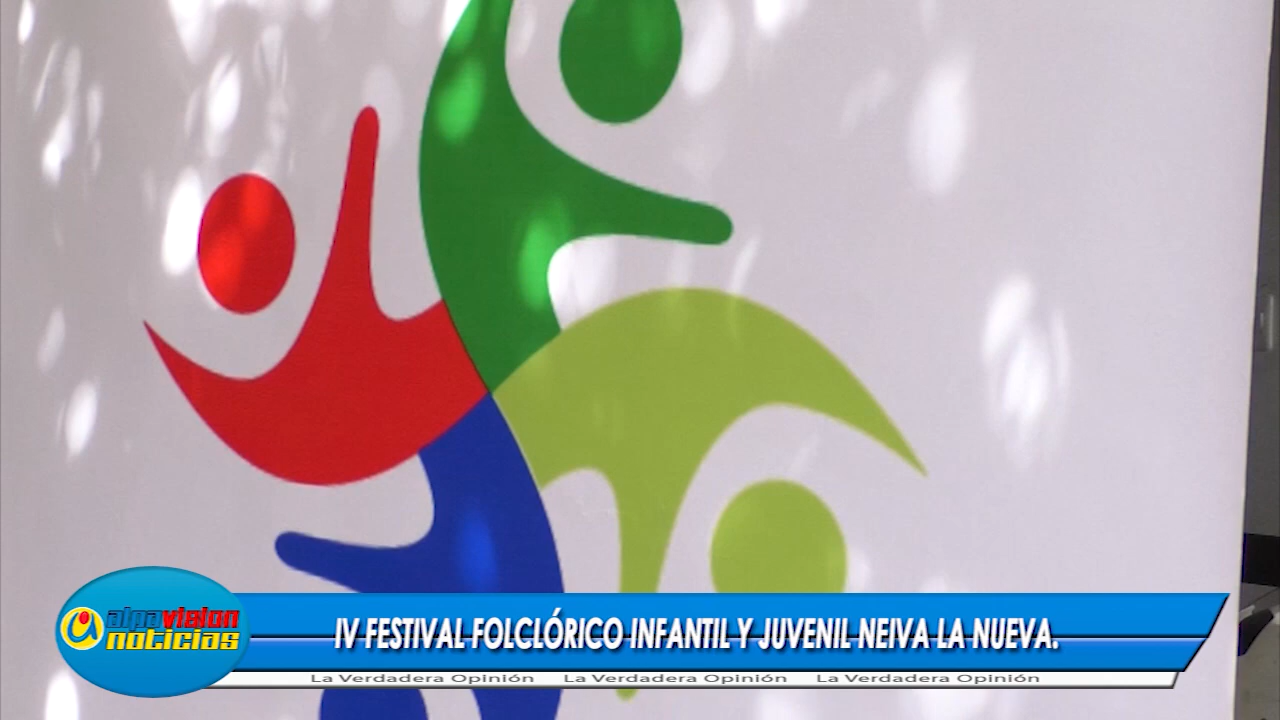 alpavision
noticias
IV FESTIVAL FOLCLÓRICO INFANTIL Y JUVENIL NEIVA LA NUEVA.
La Verdadera Opinión La Verdadera Opinión La Verdadera Opinión